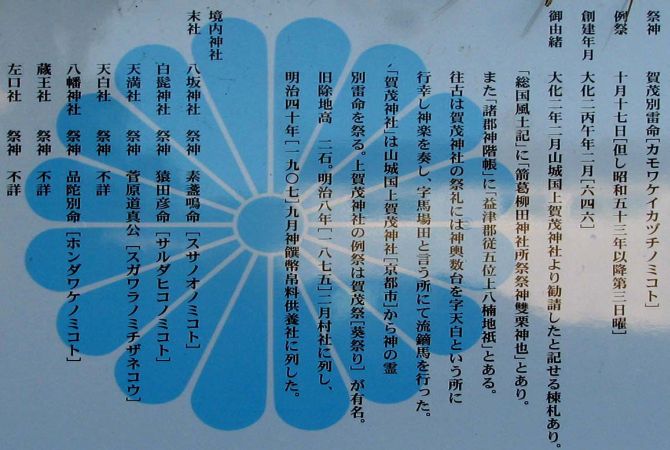 祭神　賀茂別雷命[カモワケイカヅチノミコト]
例祭　十月十七日[但し昭和五十三年以降第三日曜]
創建年月　大化二丙午年二月[六四六]
御由緒　大化二年二月山城国上賀茂神社より勧請したと記せる棟札あり。
「総国風土記」に「箭葛柳田神社所祭祭神雙栗神也」とあり。
また「諸郡神階帳」に「益津郡従五位上八楠地祇」とある。
往古は賀茂神社の祭礼には神輿数台を字天白という所に
行幸し神楽を奏し、字馬場田と言う所にて流鏑馬を行った。
「賀茂神社」は山城国上賀茂神社[京都市]から神の霊
別雷命を祭る。上賀茂神社の例祭は賀茂祭[葵祭り]が有名。
旧除地高　二石。明治八年[一八七五]二月村社に列し、
明治四十年[一九〇七]九月神饌幣帛料供養社に列した。
境内神社
末社　八坂神社　祭神　素盞鳴命[スサノオノミコト]
白髭神社　祭神　猿田彦命[サルダヒコノミコト]
天満社　祭神　菅原道真公[スガワラノミチザネコウ]
天白社　祭神　不詳
八幡神社　祭神　品陀別命[ホンダワケノミコト]
蔵王社　祭神　不詳
左口社　祭神　不詳